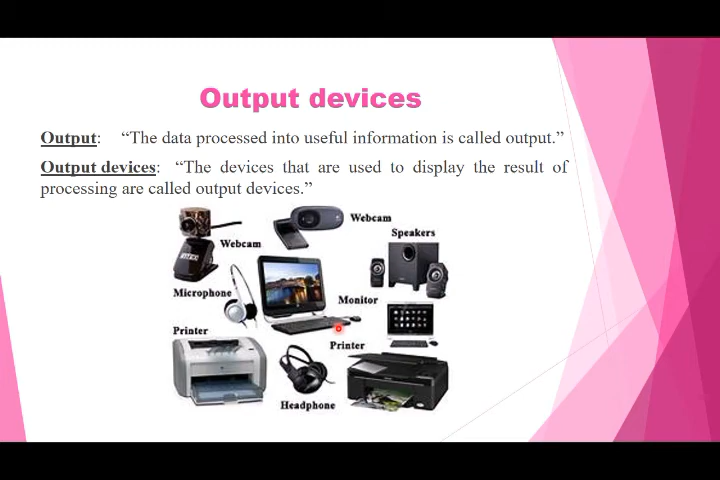 Output devices
Output: “The data processed into useful information is called output.”
Output devices: “The devices that are used to display the result of
processing are called output devices.”
Webcam
Webcam
Speakers
Microphone
Monitor
Printer
Printer
Headphone